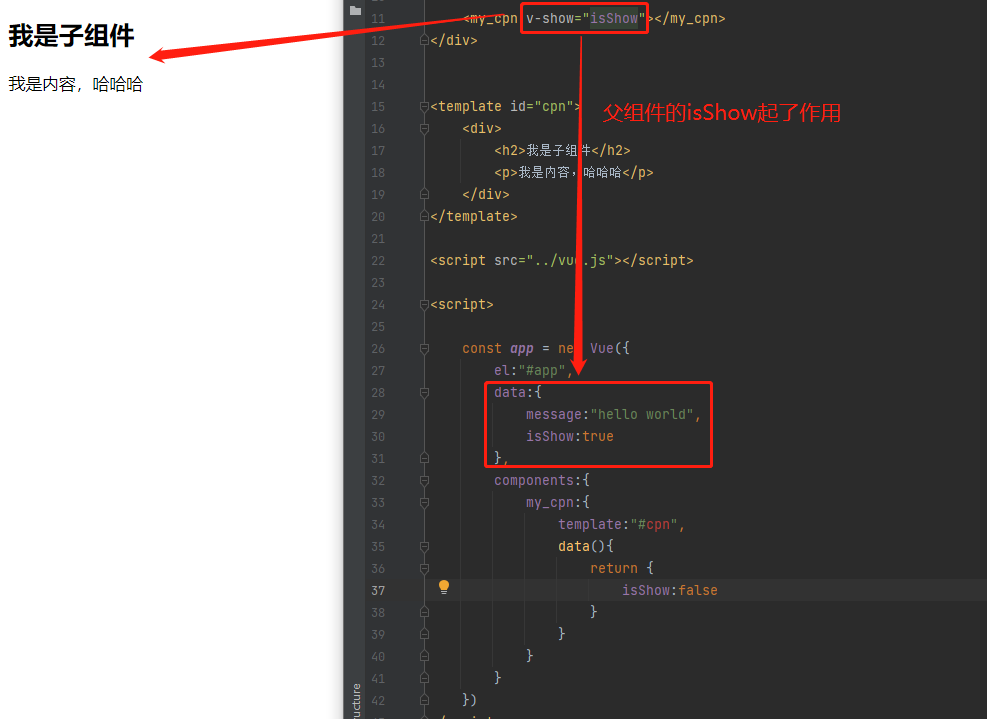 我是子组件
我是内容，哈哈哈
11 <my_cpn v-show="isShow"></my_cpn>
12 </div>
13
14
15 <template id="cpn">
父组件的isShow起了作用
16 <div>
17 <h2>我是子组件</h2>
18 <p>我是内容，哈哈哈</p>
19 </div>
20 </template>
21
22 <script src="../vue.js"></script>
23
24 <script>
25
26 const app = new Vue({
27 el:"#app",
28 data:{
29 message:"hello world",
30 isShow:true
31 },
32 components:{
33 my_cpn:{
34 template:"#cpn",
35 data(){
36 return {
37 isShow:false
38 }
39 }
40 }
41 }
42 })
ucture